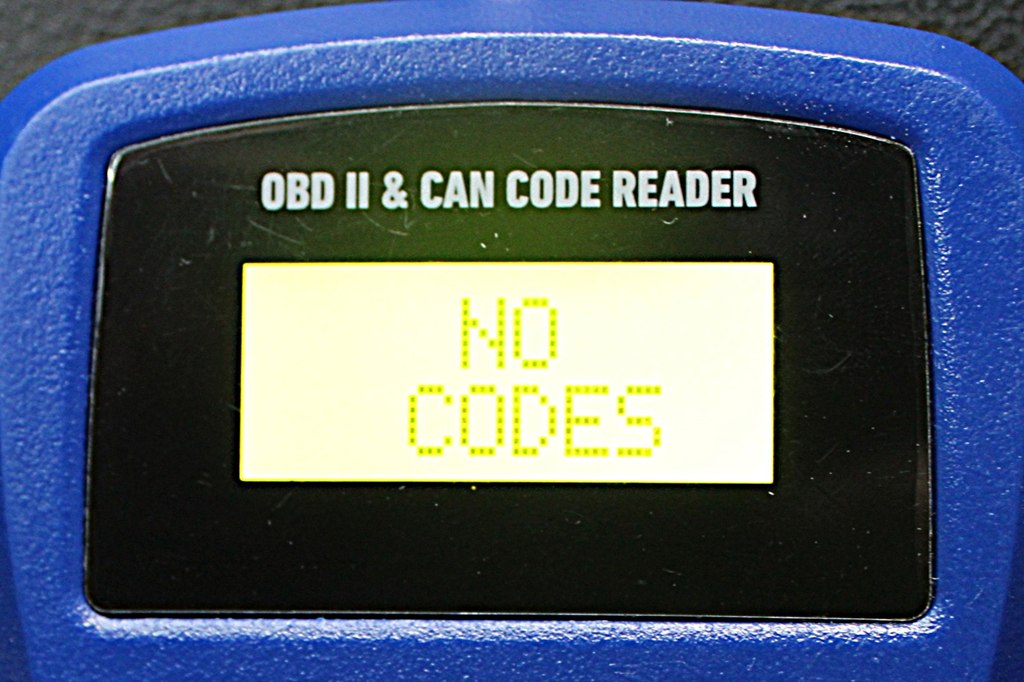 OBD II & CAN CODE READER
NO
CODES